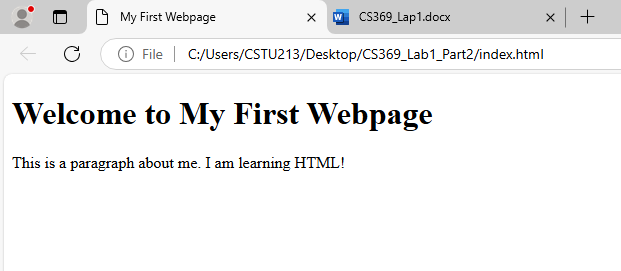 My First Webpage
CS369_Lap1.docx
File
C:/Users/CSTU213/Desktop/CS369_Lab1_Part2/index.html
Welcome to My First Webpage
This is a paragraph about me. I am learning HTML!